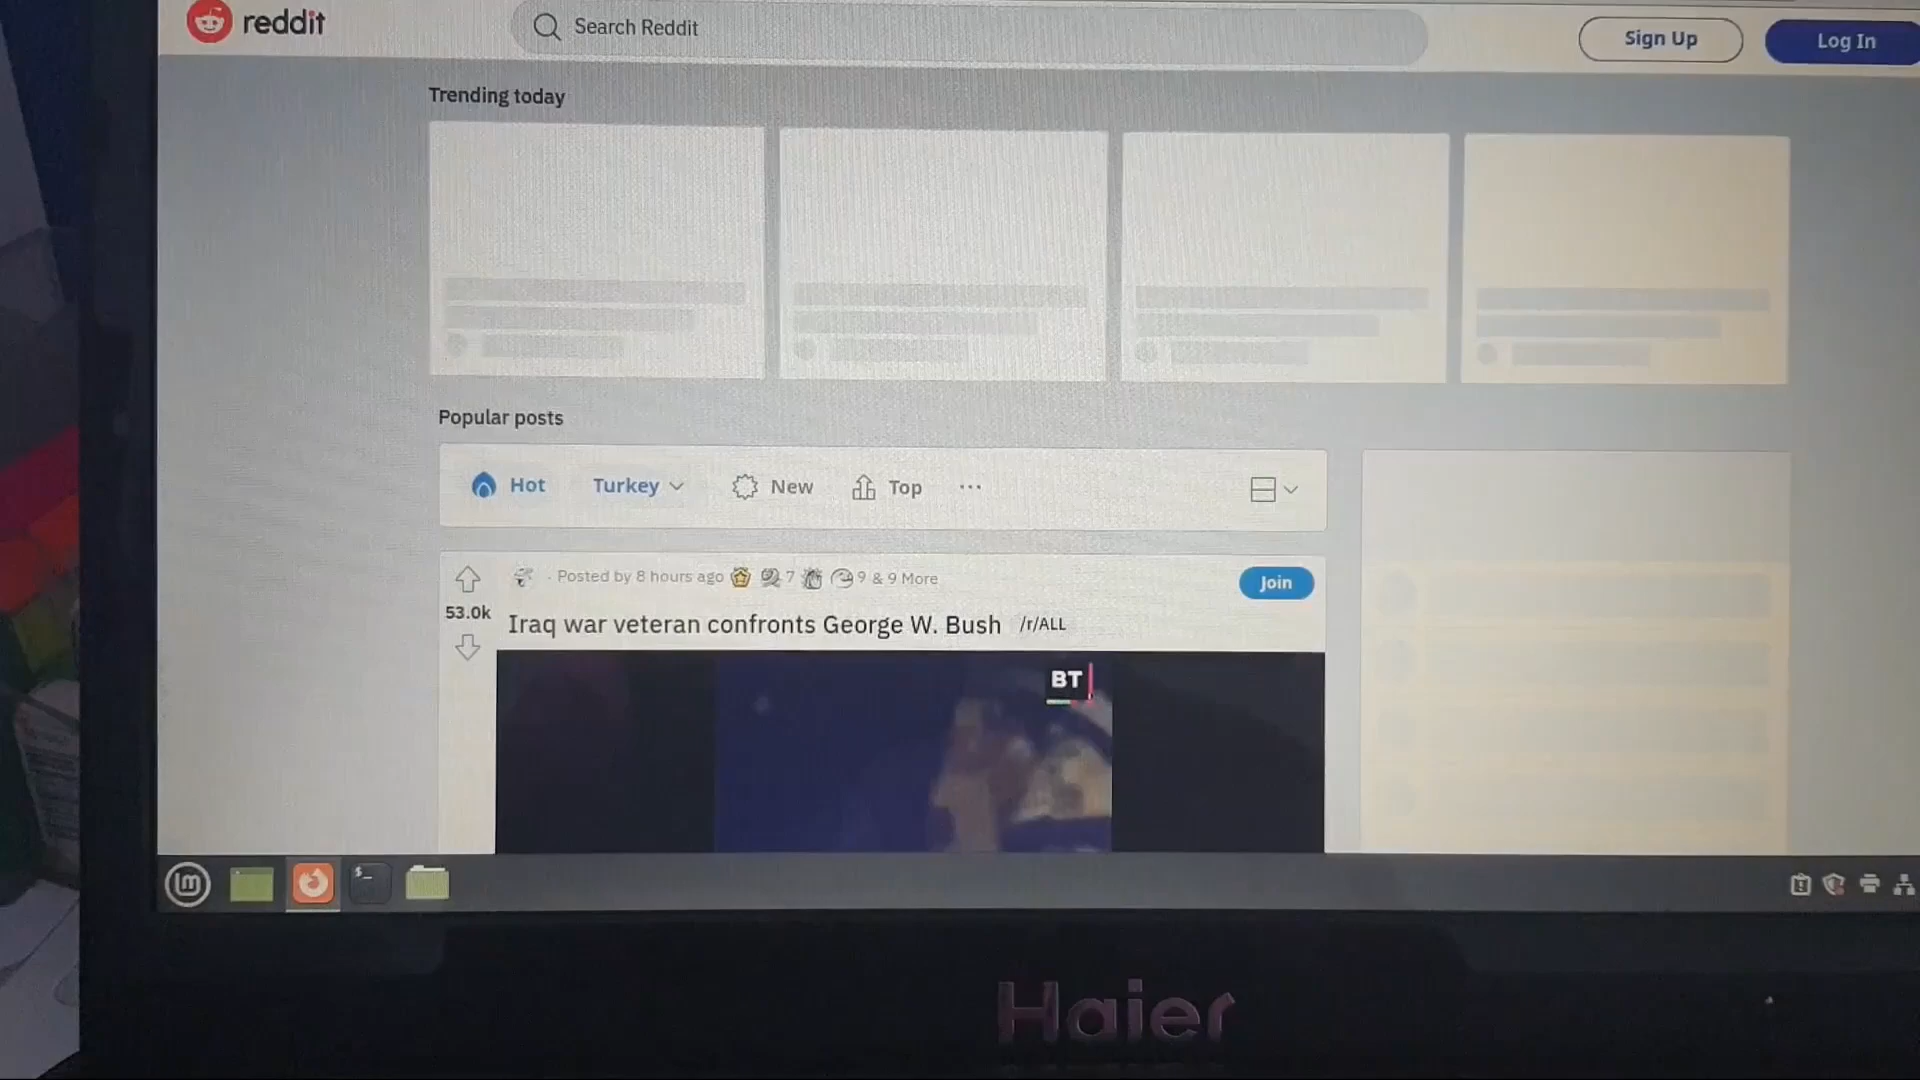 reddit
Search Reddit
Sign Up
Log In
Trending today
Popular posts
Hot
Turkey
New
Top
...
Posted by 8 hours ago 7 9 & 9 More
Join
53.0k
Iraq war veteran confronts George W. Bush /r/ALL
BT
$_
Haier